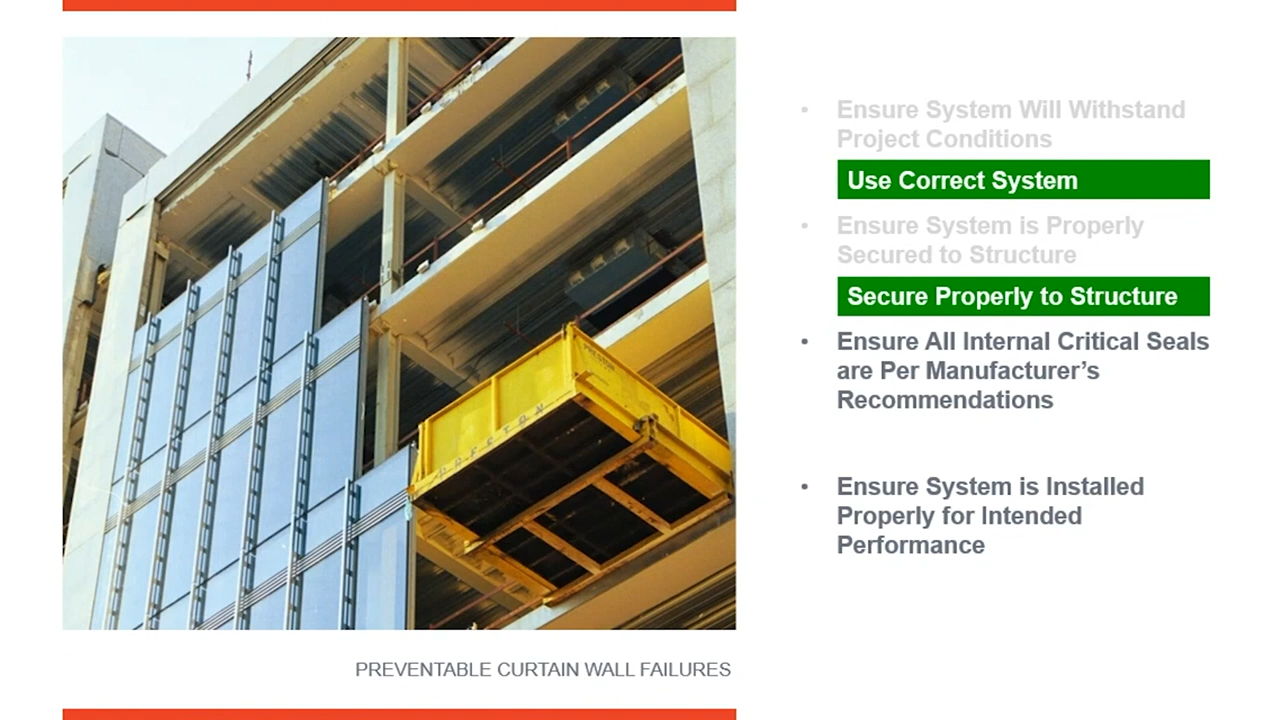 • Ensure System Will Withstand
Project Conditions
Use Correct System
• Ensure System is Properly
Secured to Structure
Secure Properly to Structure
• Ensure All Internal Critical Seals
are Per Manufacturer’s
Recommendations
• Ensure System is Installed
Properly for Intended
Performance
PRESTON
PRESTON
PREVENTABLE CURTAIN WALL FAILURES